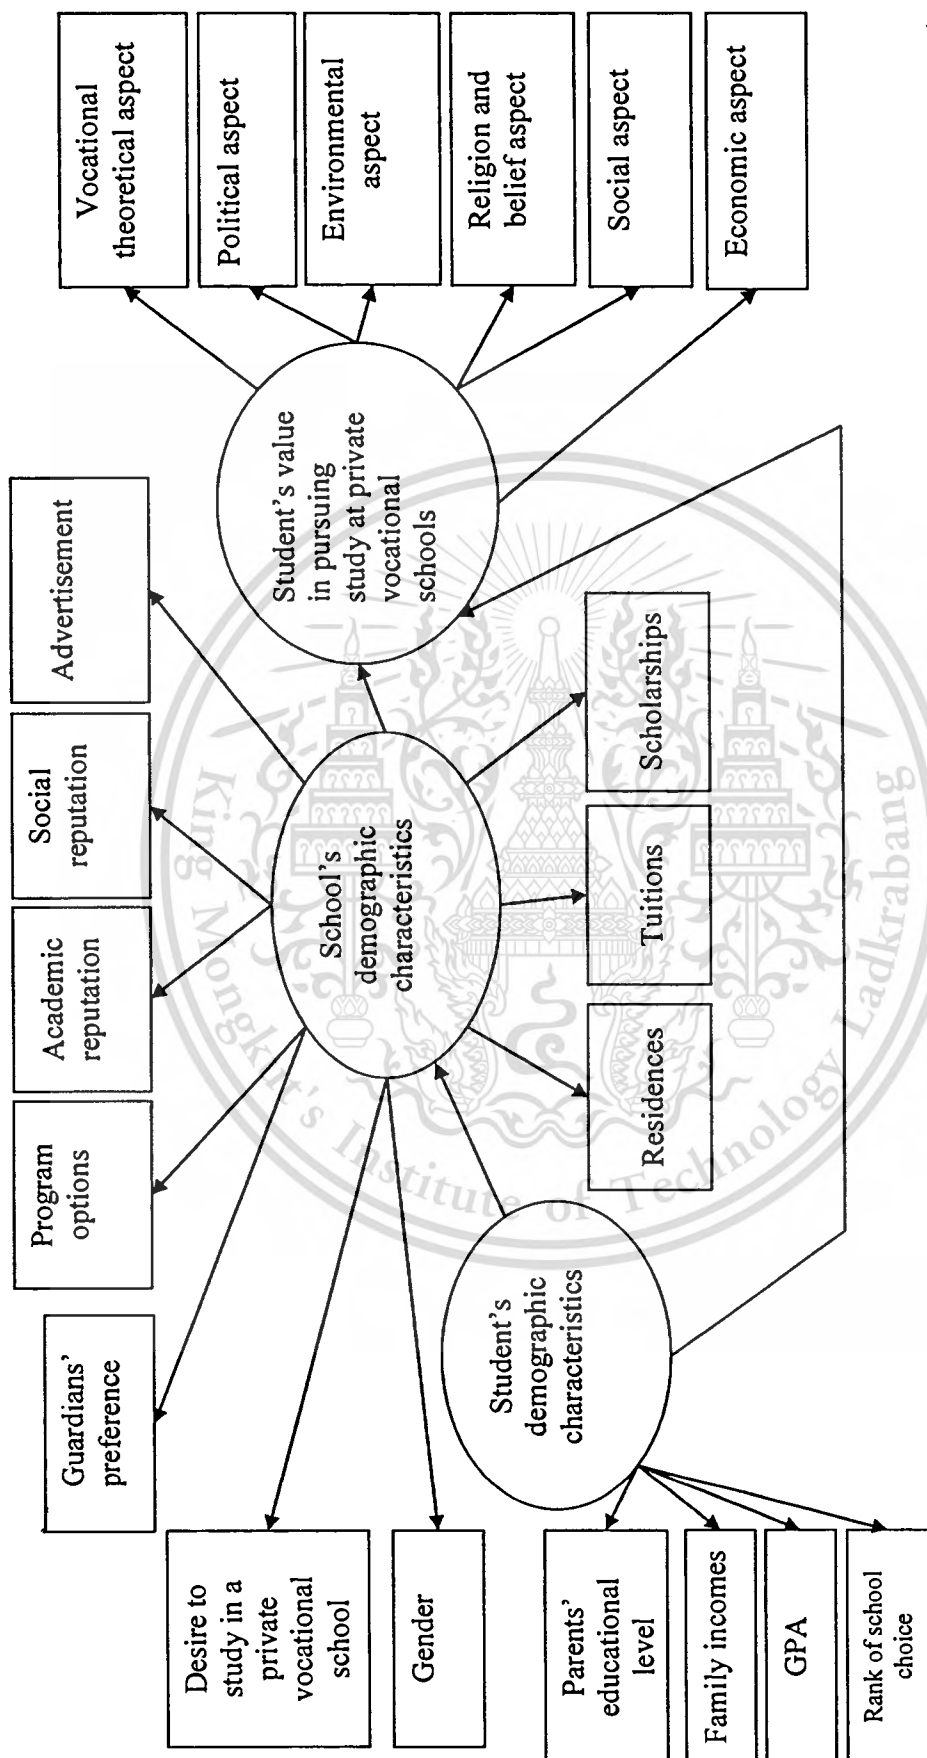 Guardians'
preference
Program
options
Academic
reputation
Social
reputation
Advertisement
Desire to
study in a
private
vocational
school
Gender
School's
demographic
characteristics
Student's value
in pursuing
study at private
vocational
schools
Vocational
theoretical aspect
Political aspect
Environmental
aspect
Religion and
belief aspect
Social aspect
Economic aspect
Student's
demographic
characteristics
Parents'
educational
level
Family incomes
GPA
Rank of school
choice
Residences
Tuitions
Scholarships
King Mongkut's Institute of Technology Ladkrabang